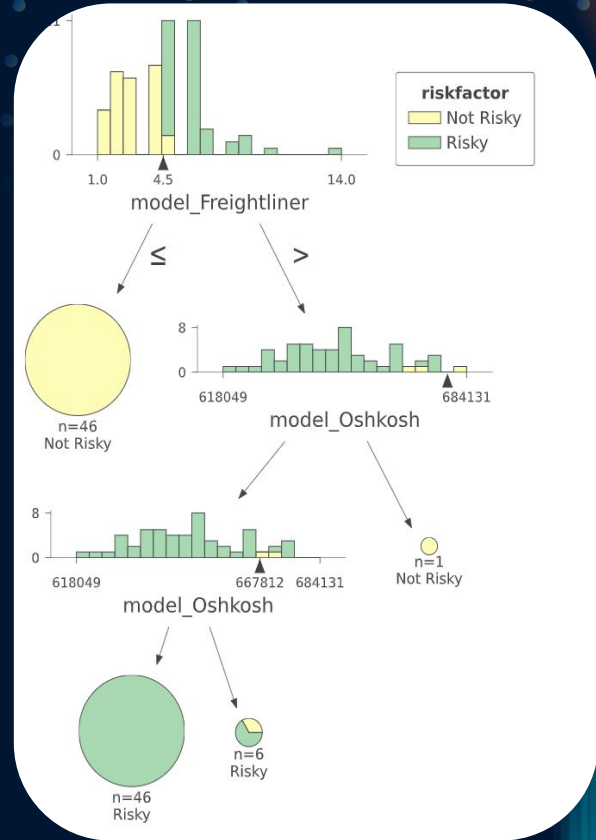 riskfactor
Not Risky
Risky
0
1.0 4.5 14.0
model_Freightliner
≤ >
8
0
618049 684131
n=46
Not Risky
model_Oshkosh
8
0
618049 667812 684131
n=1
Not Risky
model_Oshkosh
n=6
Risky
n=46
Risky